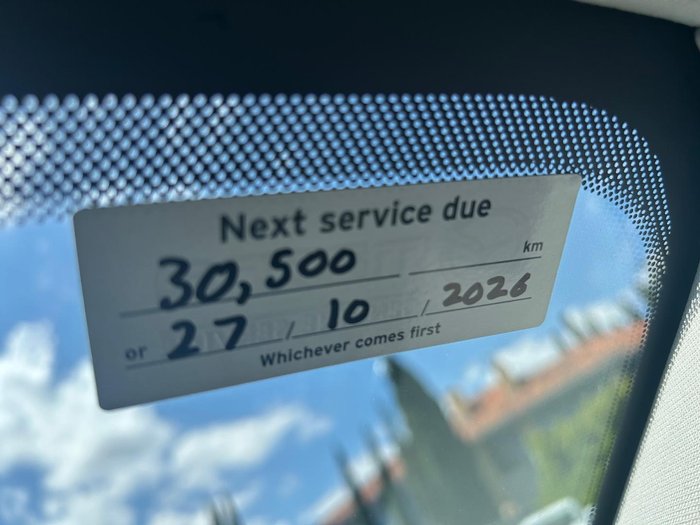 Next service due
30,500 km
or 27 / 10 / 2026
Whichever comes first